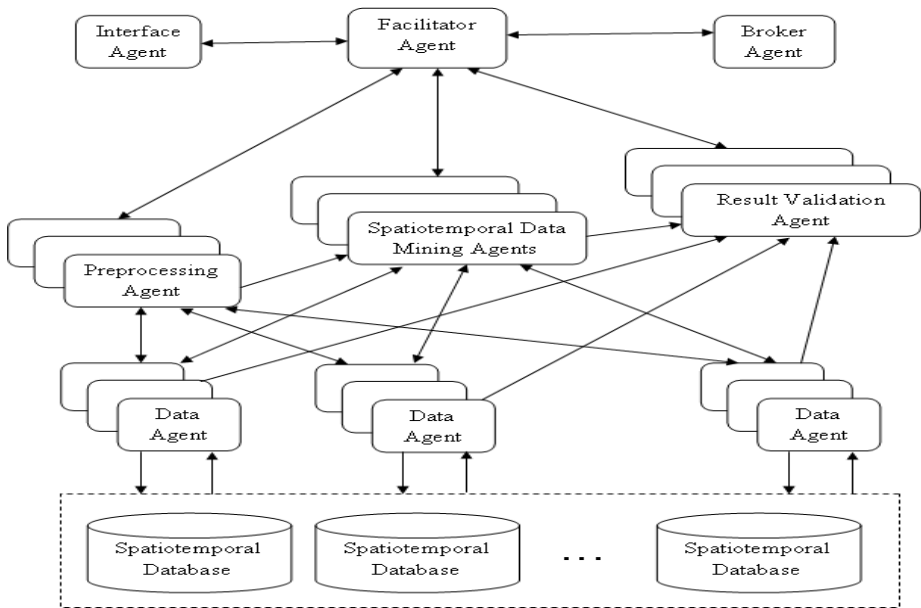 Interface
Agent
Facilitator
Agent
Broker
Agent
Result Validation
Agent
Spatiotemporal Data
Mining Agents
Preprocessing
Agent
Data
Agent
Data
Agent
Data
Agent
Spatiotemporal
Database
Spatiotemporal
Database
...
Spatiotemporal
Database